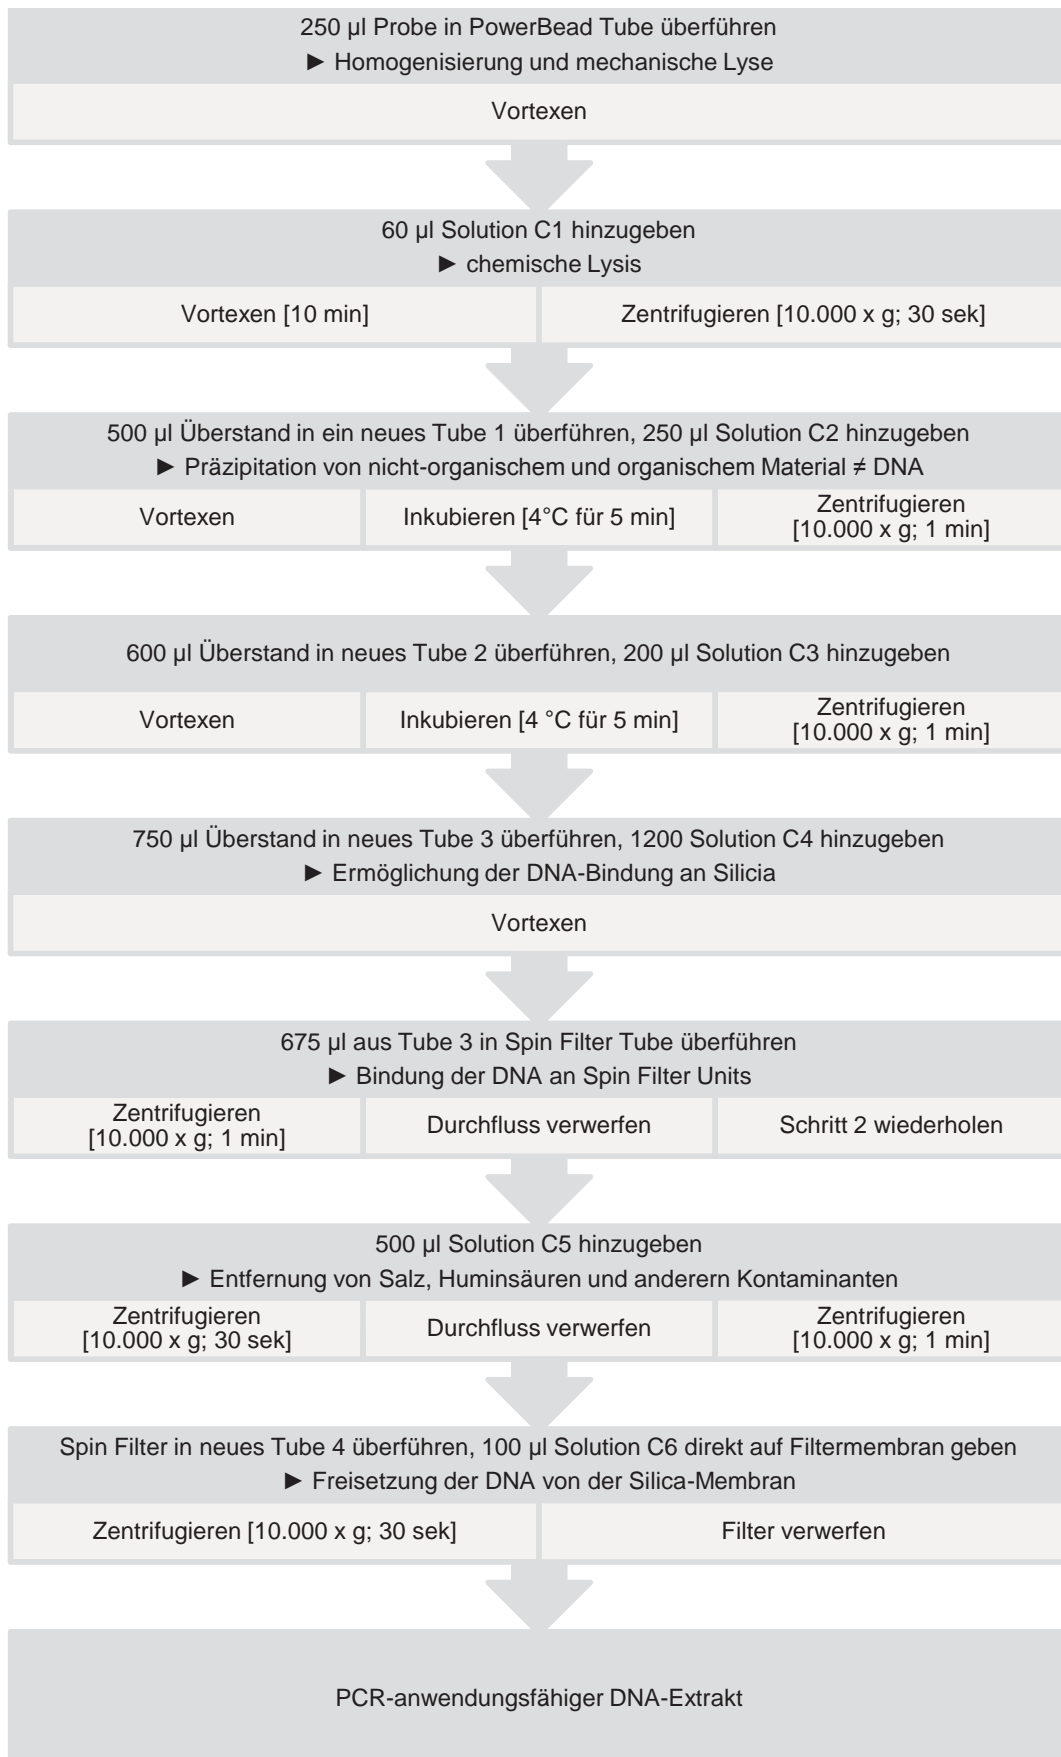 250 µl Probe in PowerBead Tube überführen
► Homogenisierung und mechanische Lyse
Vortexen
60 µl Solution C1 hinzugeben
► chemische Lysis
Vortexen [10 min]
Zentrifugieren [10.000 x g; 30 sek]
500 µl Überstand in ein neues Tube 1 überführen, 250 µl Solution C2 hinzugeben
► Präzipitation von nicht-organischem und organischem Material ≠ DNA
Vortexen
Inkubieren [4°C für 5 min]
Zentrifugieren
[10.000 x g; 1 min]
600 µl Überstand in neues Tube 2 überführen, 200 µl Solution C3 hinzugeben
Vortexen
Inkubieren [4 °C für 5 min]
Zentrifugieren
[10.000 x g; 1 min]
750 µl Überstand in neues Tube 3 überführen, 1200 Solution C4 hinzugeben
► Ermöglichung der DNA-Bindung an Silicia
Vortexen
675 µl aus Tube 3 in Spin Filter Tube überführen
► Bindung der DNA an Spin Filter Units
Zentrifugieren
[10.000 x g; 1 min]
Durchfluss verwerfen
Schritt 2 wiederholen
500 µl Solution C5 hinzugeben
► Entfernung von Salz, Huminsäuren und anderern Kontaminanten
Zentrifugieren
[10.000 x g; 30 sek]
Durchfluss verwerfen
Zentrifugieren
[10.000 x g; 1 min]
Spin Filter in neues Tube 4 überführen, 100 µl Solution C6 direkt auf Filtermembran geben
► Freisetzung der DNA von der Silica-Membran
Zentrifugieren [10.000 x g; 30 sek]
Filter verwerfen
PCR-anwendungsfähiger DNA-Extrakt